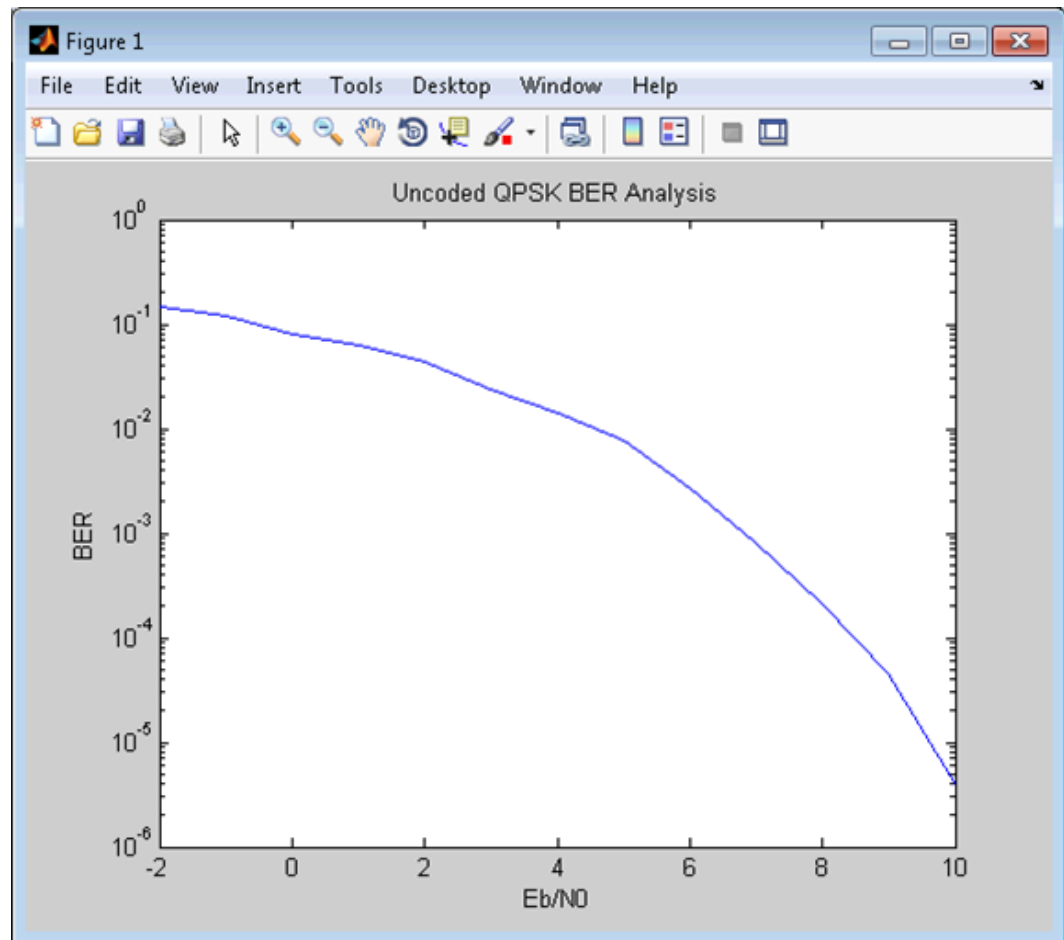 Figure 1
File Edit View Insert Tools Desktop Window Help
Uncoded QPSK BER Analysis
10^0
10^-1
10^-2
10^-3
10^-4
10^-5
10^-6
BER
-2 0 2 4 6 8 10
Eb/N0